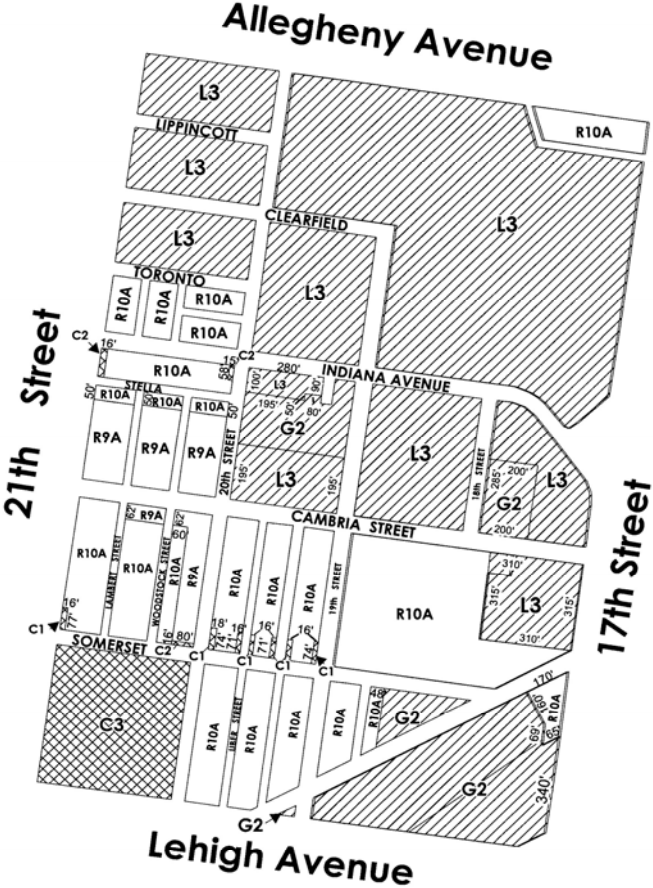 Allegheny Avenue
L3
R10A
LIPPINCOTT
L3
L3
CLEARFIELD
L3
TORONTO
L3
R10A
R10A
R10A
R10A
21th Street
C2
16'
R10A
15'
58'
C2
280'
INDIANA AVENUE
100'
L3
90'
195'
50'
80'
G2
STELLA
50'
R10A
50'
R10A
R10A
50'
R9A
R9A
R9A
20th STREET
195'
L3
195'
L3
18th STREET
L3
200'
285'
G2
200'
17th Street
CAMBRIA STREET
62'
R9A
62'
60'
R10A
LAMBERT STREET
R10A
WOODSTOCK STREET
R10A
R9A
R10A
R10A
R10A
19th STREET
R10A
310'
315'
L3
315'
310'
16'
77'
C1
16'
80'
C2
18'
74'
C1
16'
71'
C1
16'
71'
C1
16'
74'
C1
SOMERSET
C3
R10A
UBER STREET
R10A
R10A
R10A
R10A
48'
G2
170'
160'
R10A
69'
65'
G2
340'
G2
Lehigh Avenue